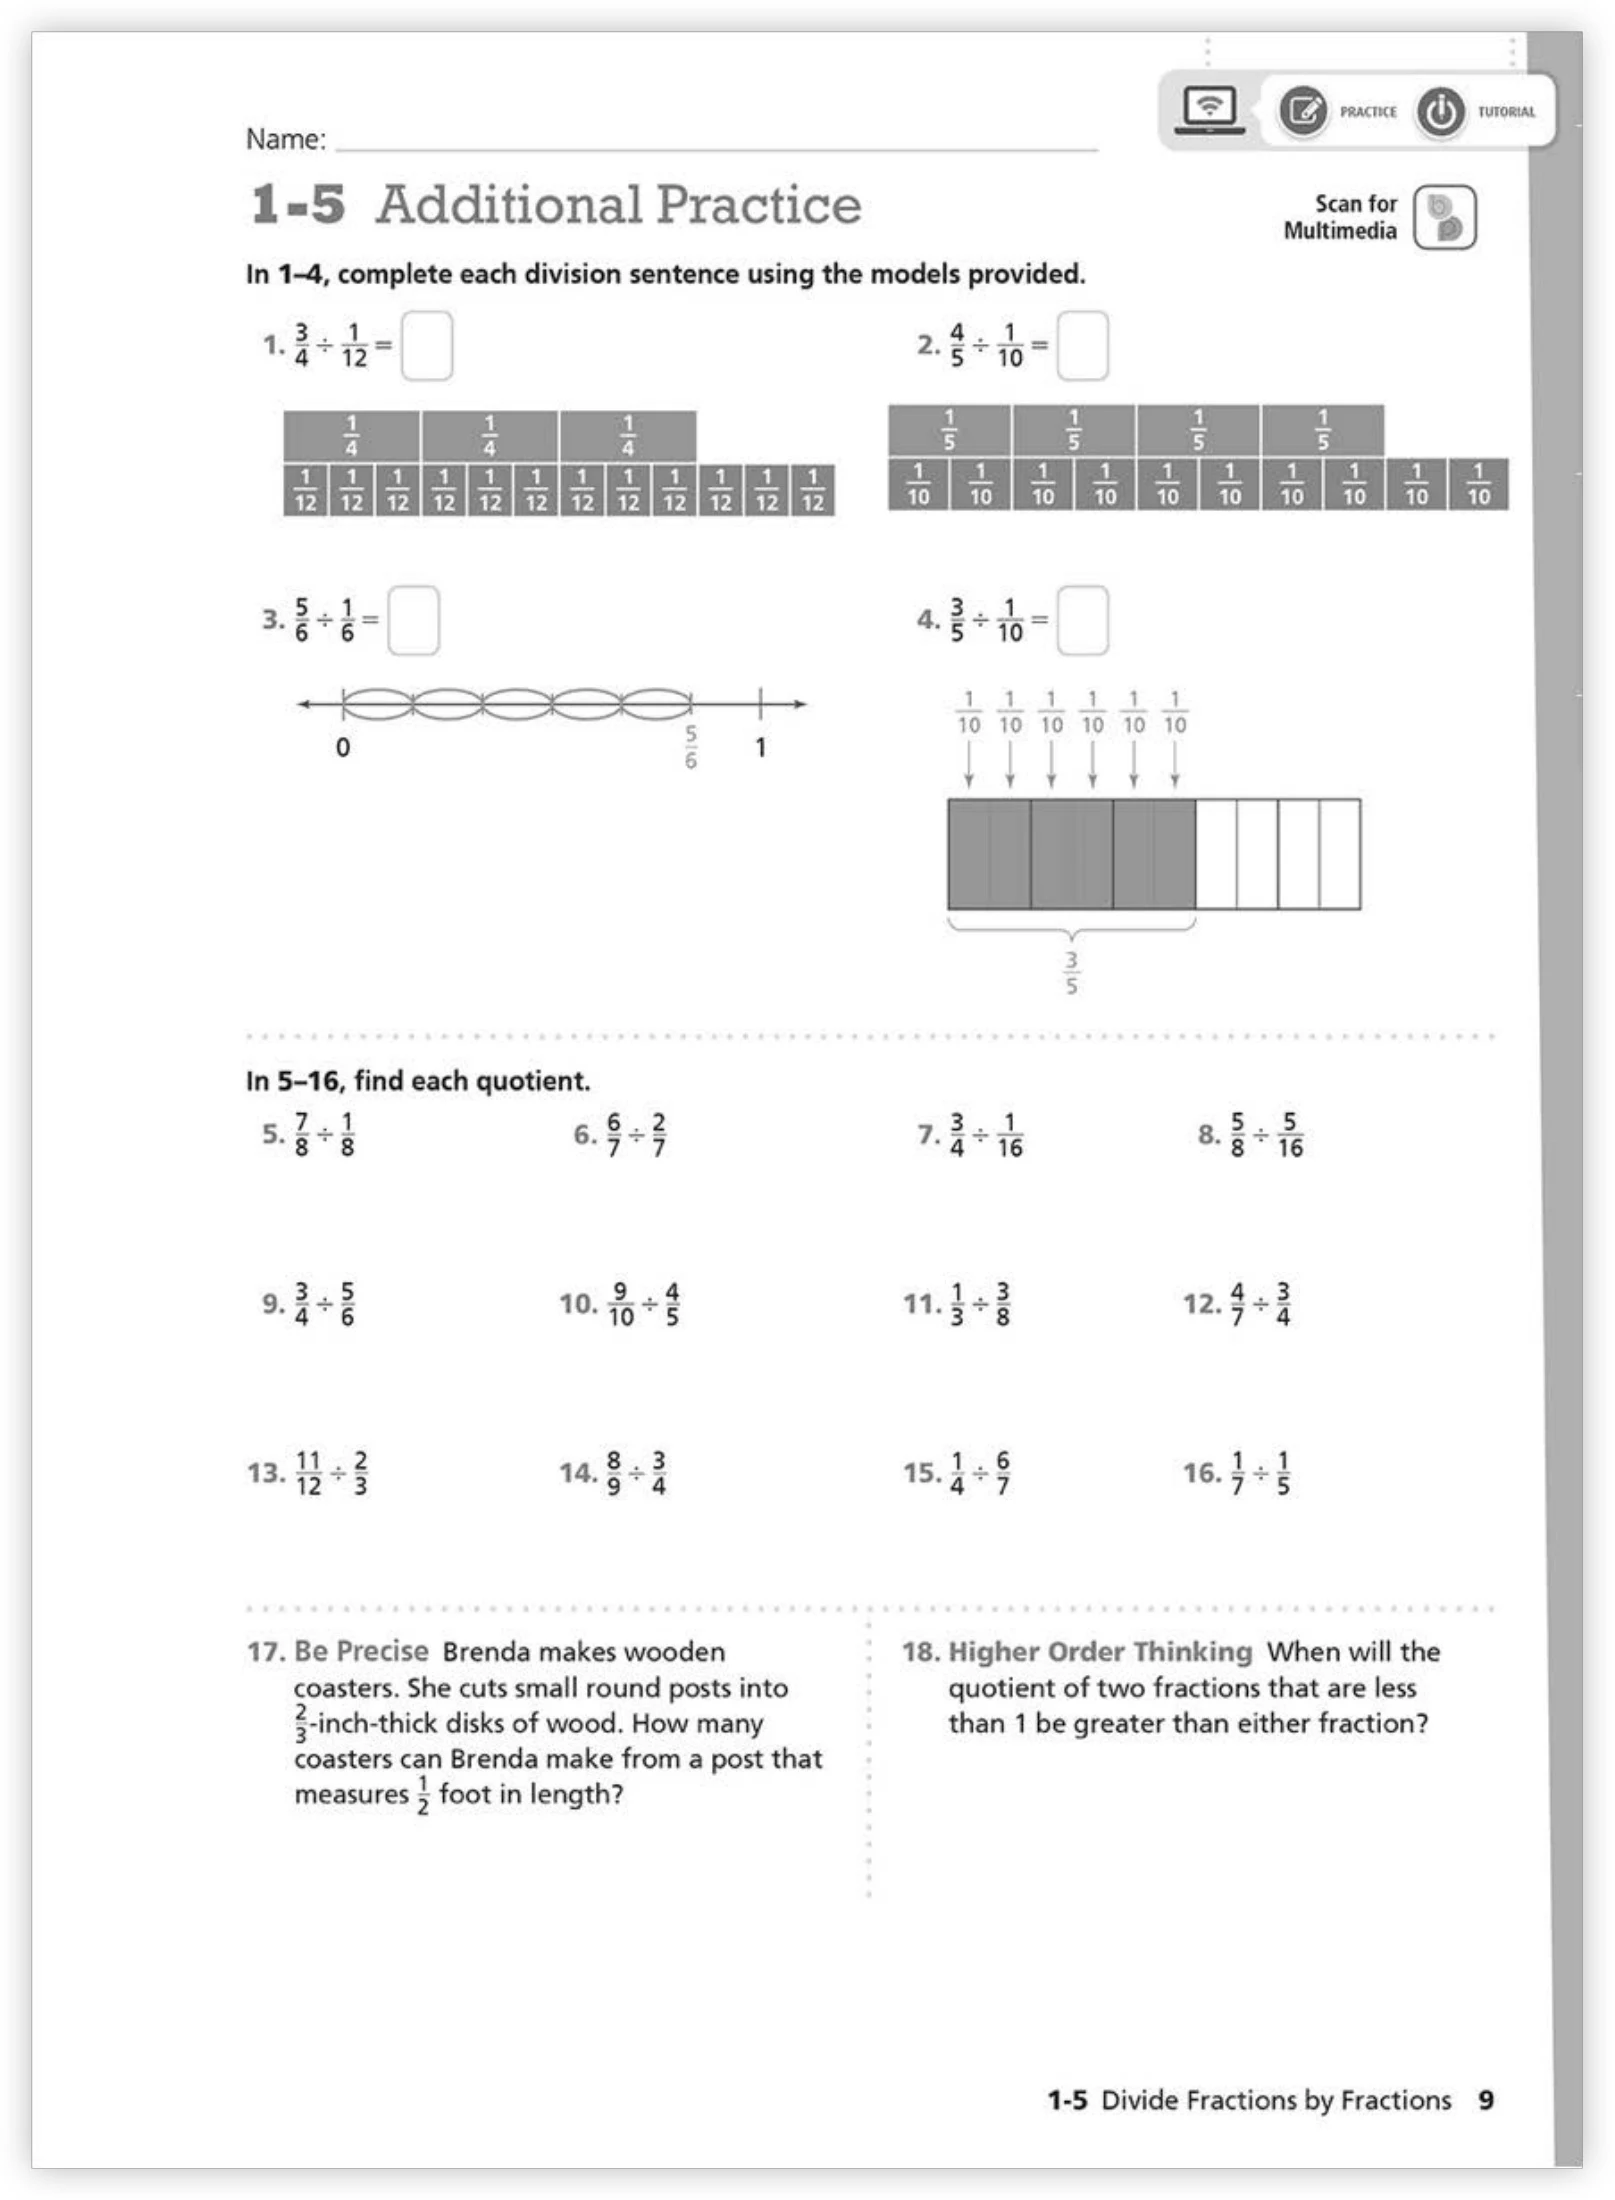 PRACTICE TUTORIAL
Name:
1-5 Additional Practice
Scan for
Multimedia
In 1–4, complete each division sentence using the models provided.
1. 3/4 ÷ 1/12 =
2. 4/5 ÷ 1/10 =
1/4 1/4 1/4
1/12 1/12 1/12 1/12 1/12 1/12 1/12 1/12 1/12 1/12 1/12 1/12
1/5 1/5 1/5 1/5
1/10 1/10 1/10 1/10 1/10 1/10 1/10 1/10 1/10 1/10
3. 5/6 ÷ 1/6 =
0 5/6 1
4. 3/5 ÷ 1/10 =
1/10 1/10 1/10 1/10 1/10 1/10
3/5
In 5–16, find each quotient.
5. 7/8 ÷ 1/8 6. 6/7 ÷ 2/7 7. 3/4 ÷ 1/16 8. 5/8 ÷ 5/16
9. 3/4 ÷ 5/6 10. 9/10 ÷ 4/5 11. 1/3 ÷ 3/8 12. 4/7 ÷ 3/4
13. 11/12 ÷ 2/3 14. 8/9 ÷ 3/4 15. 1/4 ÷ 6/7 16. 1/7 ÷ 1/5
17. Be Precise Brenda makes wooden
coasters. She cuts small round posts into
2/3-inch-thick disks of wood. How many
coasters can Brenda make from a post that
measures 1/2 foot in length?
18. Higher Order Thinking When will the
quotient of two fractions that are less
than 1 be greater than either fraction?
1-5 Divide Fractions by Fractions 9